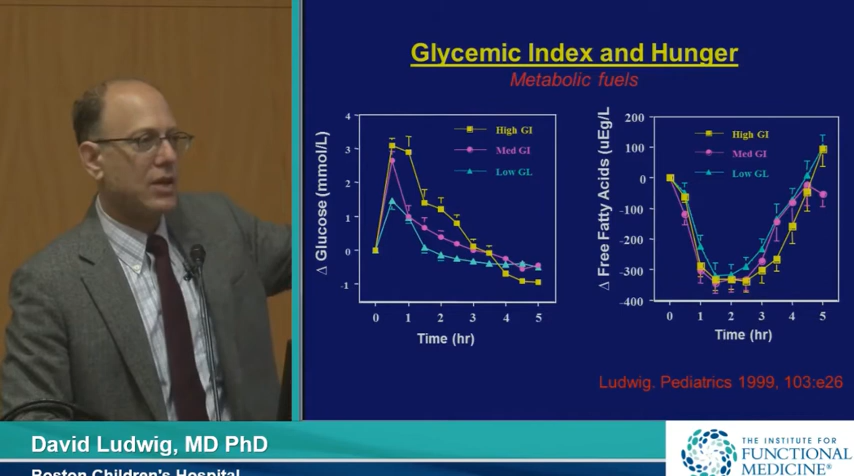 Glycemic Index and Hunger
Metabolic fuels
Δ Glucose (mmol/L)
4
3
2
1
0
-1
High GI
Med GI
Low GL
0 1 2 3 4 5
Time (hr)
Δ Free Fatty Acids (uEg/L
200
100
0
-100
-200
-300
-400
High GI
Med GI
Low GL
0 1 2 3 4 5
Time (hr)
Ludwig. Pediatrics 1999, 103:e26
David Ludwig, MD PhD
Boston Children's Hospital
THE INSTITUTE FOR
FUNCTIONAL
MEDICINE®